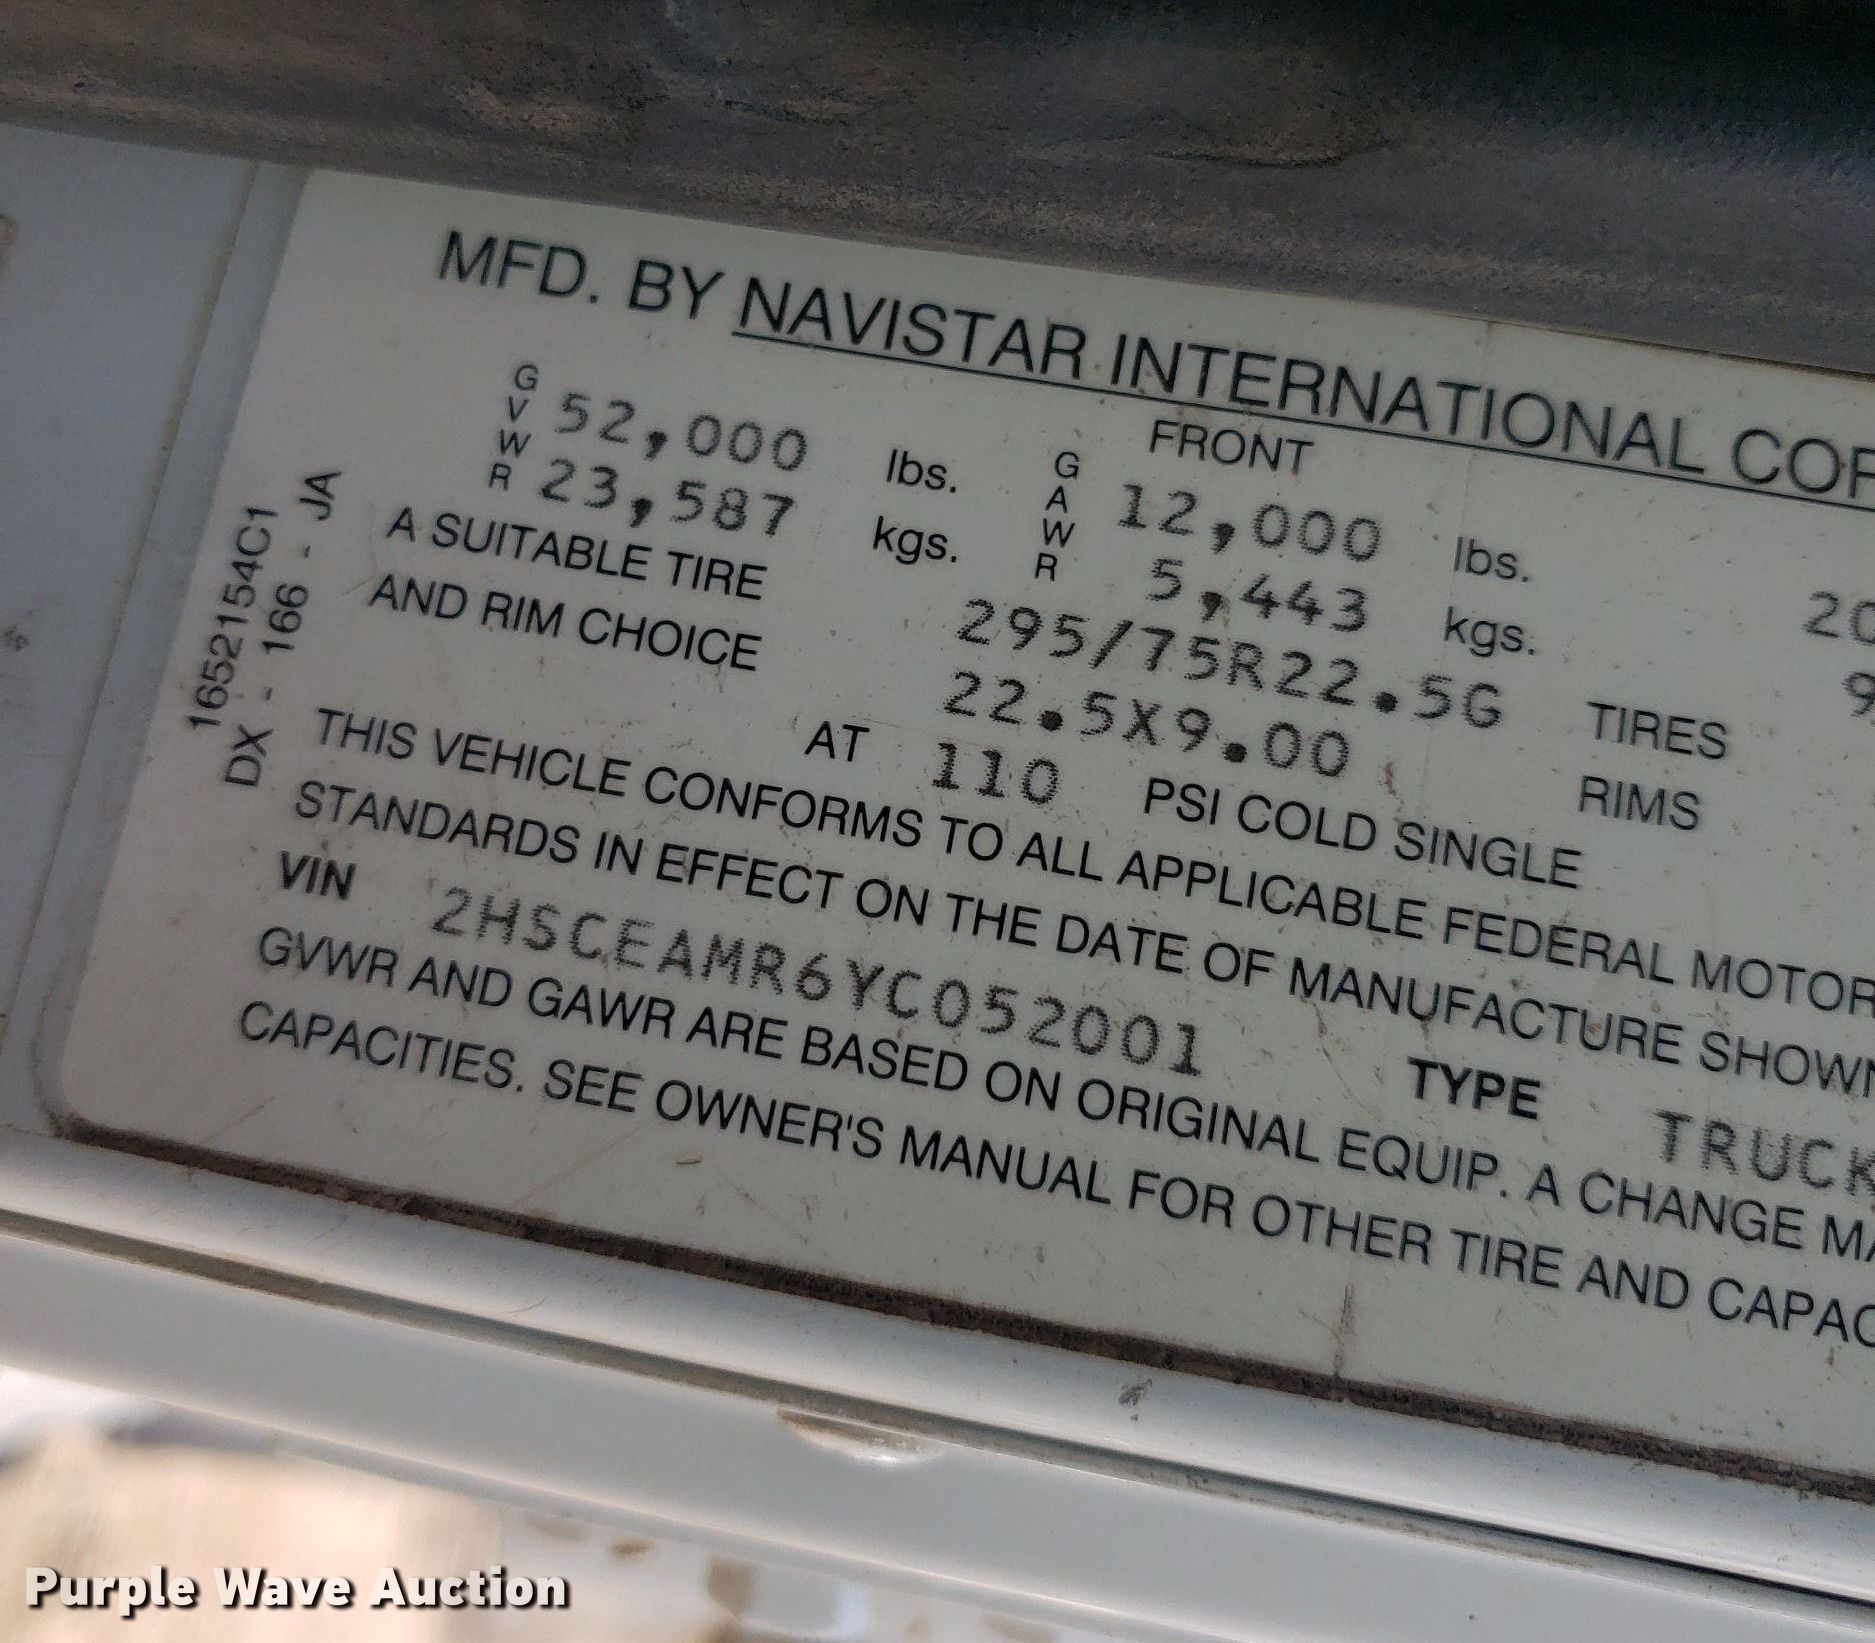 MFD. BY NAVISTAR INTERNATIONAL
FRONT
GVWR 52,000 lbs. GAWR 12,000 lbs.
23,587 kgs. 5,443 kgs.
A SUITABLE TIRE 295/75R22.5G TIRES
AND RIM CHOICE 22.5X9.00 RIMS
AT 110 PSI COLD SINGLE
THIS VEHICLE CONFORMS TO ALL APPLICABLE FEDERAL MOTOR
STANDARDS IN EFFECT ON THE DATE OF MANUFACTURE SHOWN
VIN 2HSCEAMR6YC052001 TYPE TRUCK
GVWR AND GAWR ARE BASED ON ORIGINAL EQUIP. A CHANGE
CAPACITIES. SEE OWNER'S MANUAL FOR OTHER TIRE AND
1652154C1
DX - 166 - JA
Purple Wave Auction